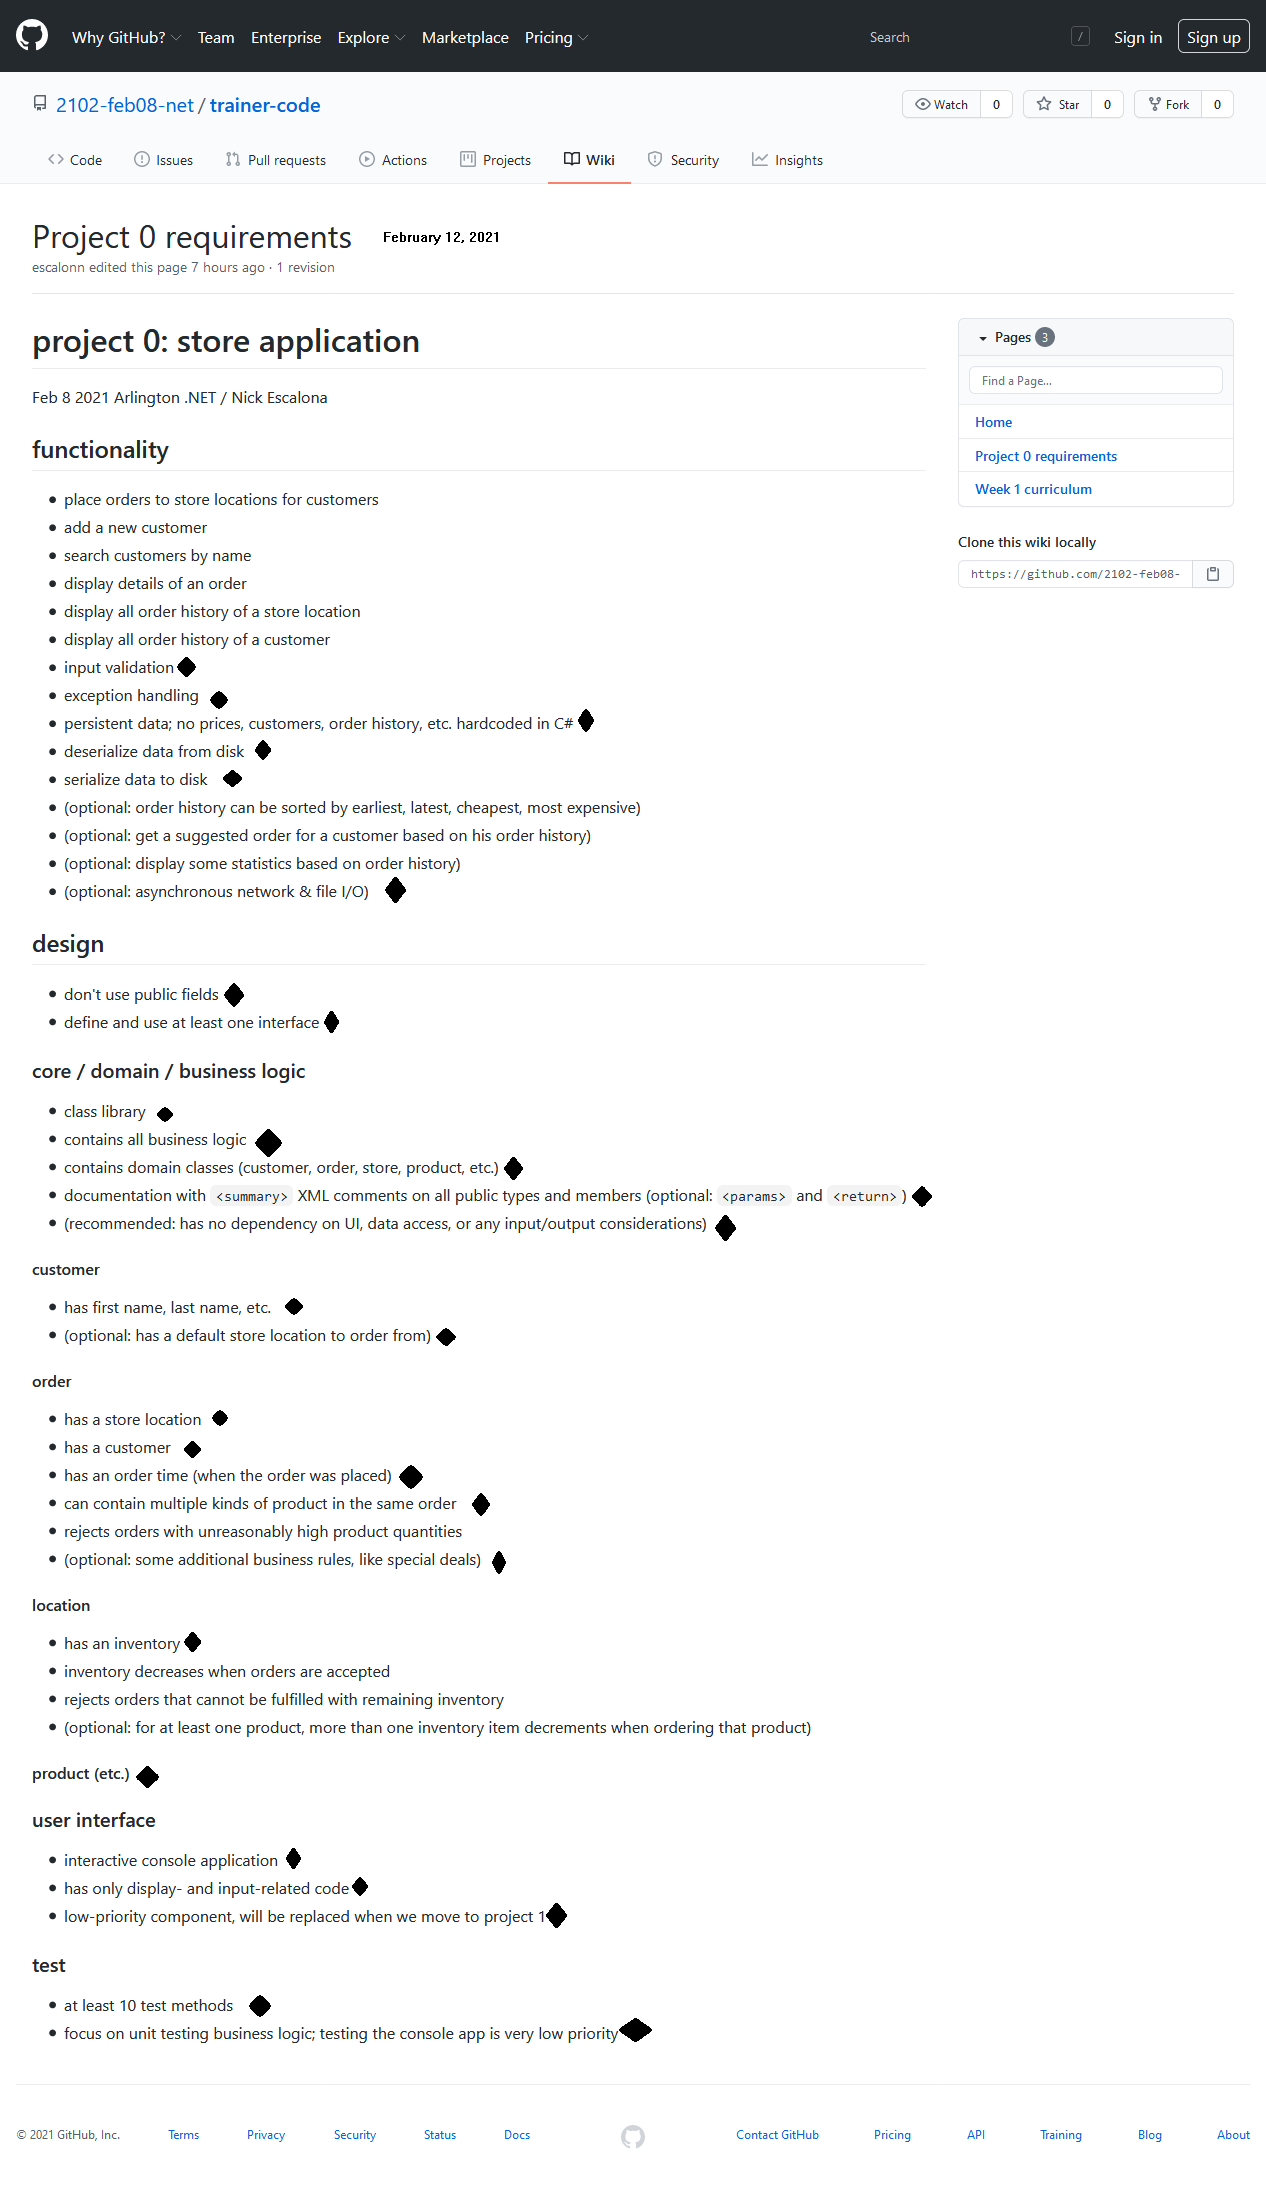 Why GitHub? Team Enterprise Explore Marketplace Pricing Search / Sign in Sign up
2102-feb08-net / trainer-code Watch 0 Star 0 Fork 0
Code Issues Pull requests Actions Projects Wiki Security Insights
Project 0 requirements February 12, 2021
escalonn edited this page 7 hours ago · 1 revision
project 0: store application
Feb 8 2021 Arlington .NET / Nick Escalona
functionality
• place orders to store locations for customers
• add a new customer
• search customers by name
• display details of an order
• display all order history of a store location
• display all order history of a customer
• input validation
• exception handling
• persistent data; no prices, customers, order history, etc. hardcoded in C#
• deserialize data from disk
• serialize data to disk
• (optional: order history can be sorted by earliest, latest, cheapest, most expensive)
• (optional: get a suggested order for a customer based on his order history)
• (optional: display some statistics based on order history)
• (optional: asynchronous network & file I/O)
design
• don't use public fields
• define and use at least one interface
core / domain / business logic
• class library
• contains all business logic
• contains domain classes (customer, order, store, product, etc.)
• documentation with <summary> XML comments on all public types and members (optional: <params> and <return>)
• (recommended: has no dependency on UI, data access, or any input/output considerations)
customer
• has first name, last name, etc.
• (optional: has a default store location to order from)
order
• has a store location
• has a customer
• has an order time (when the order was placed)
• can contain multiple kinds of product in the same order
• rejects orders with unreasonably high product quantities
• (optional: some additional business rules, like special deals)
location
• has an inventory
• inventory decreases when orders are accepted
• rejects orders that cannot be fulfilled with remaining inventory
• (optional: for at least one product, more than one inventory item decrements when ordering that product)
product (etc.)
user interface
• interactive console application
• has only display- and input-related code
• low-priority component, will be replaced when we move to project 1
test
• at least 10 test methods
• focus on unit testing business logic; testing the console app is very low priority
Pages 3
Find a Page...
Home
Project 0 requirements
Week 1 curriculum
Clone this wiki locally
https://github.com/2102-feb08-
© 2021 GitHub, Inc. Terms Privacy Security Status Docs Contact GitHub Pricing API Training Blog About